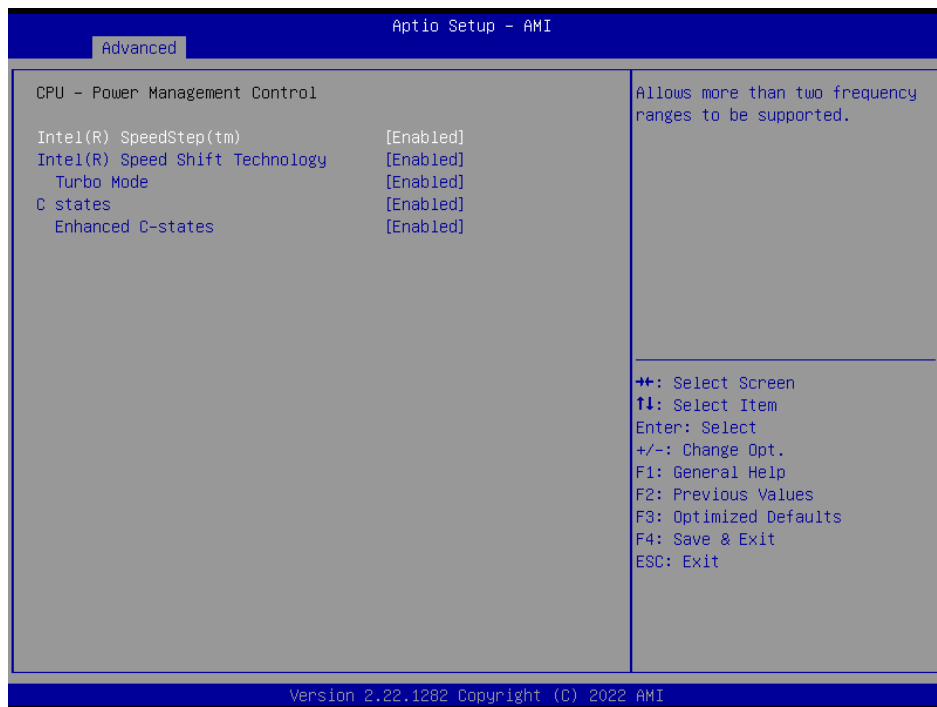 Aptio Setup – AMI
Advanced
CPU – Power Management Control
Intel(R) SpeedStep(tm) [Enabled]
Intel(R) Speed Shift Technology [Enabled]
Turbo Mode [Enabled]
C states [Enabled]
Enhanced C-states [Enabled]
Allows more than two frequency
ranges to be supported.
→←: Select Screen
↑↓: Select Item
Enter: Select
+/-: Change Opt.
F1: General Help
F2: Previous Values
F3: Optimized Defaults
F4: Save & Exit
ESC: Exit
Version 2.22.1282 Copyright (C) 2022 AMI